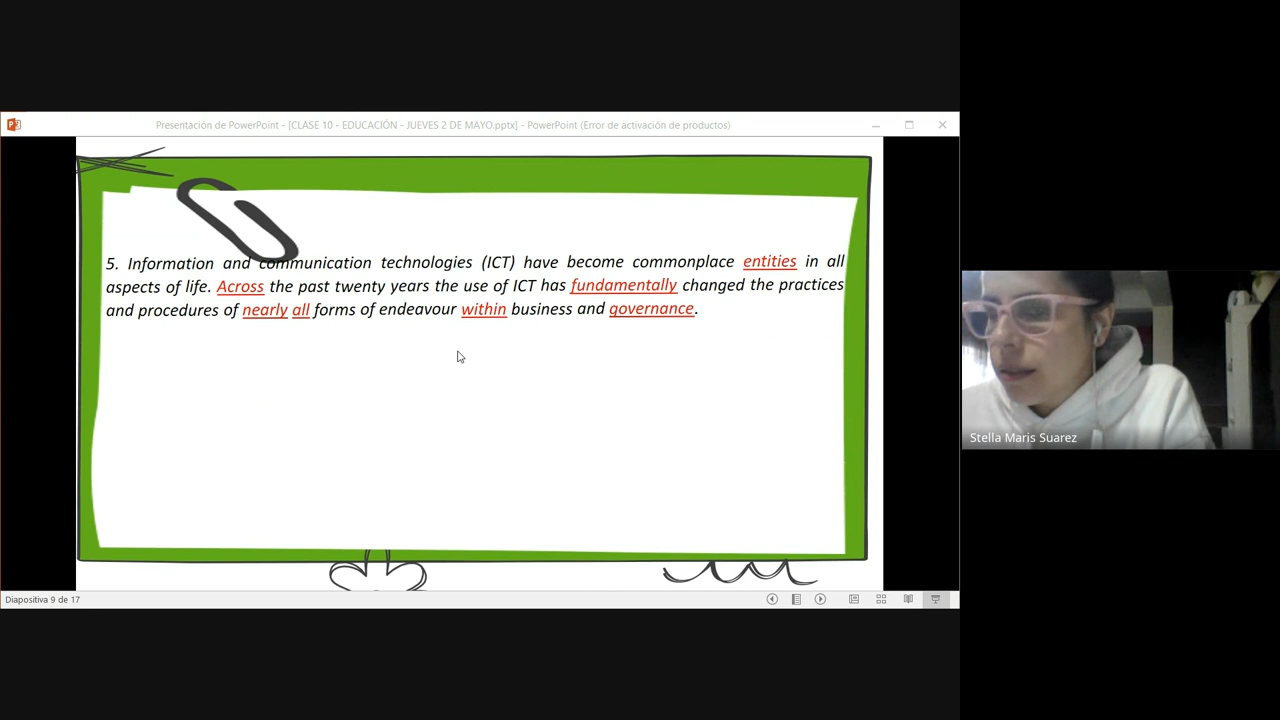 Presentación de PowerPoint - [CLASE 10 - EDUCACIÓN - JUEVES 2 DE MAYO.pptx] - PowerPoint (Error de activación de productos)
5. Information and communication technologies (ICT) have become commonplace entities in all
aspects of life. Across the past twenty years the use of ICT has fundamentally changed the practices
and procedures of nearly all forms of endeavour within business and governance.
Stella Maris Suarez
Diapositiva 9 de 17